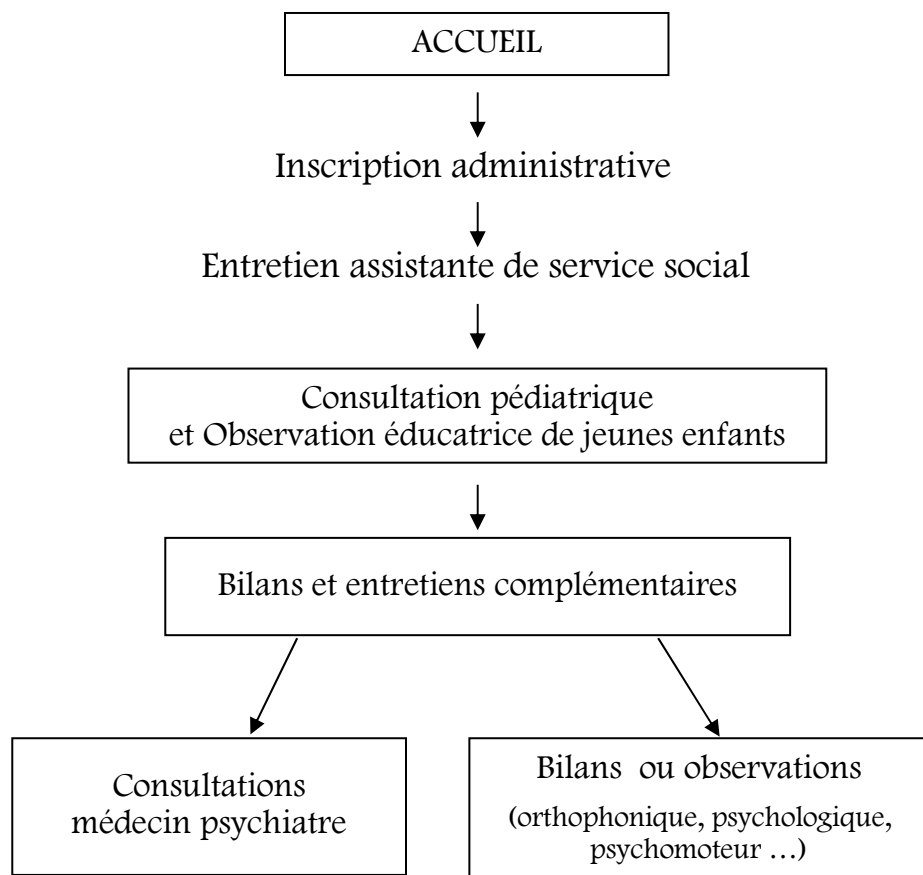 ACCUEIL
Inscription administrative
Entretien assistante de service social
Consultation pédiatrique
et Observation éducatrice de jeunes enfants
Bilans et entretiens complémentaires
Consultations
médecin psychiatre
Bilans ou observations
(orthophonique, psychologique,
psychomoteur …)